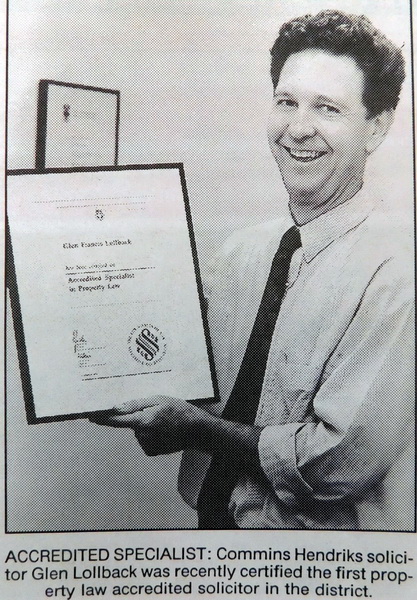 Glen Francis Lollback
has been certified an
Accredited Specialist
in Property Law
ACCREDITED SPECIALIST: Commins Hendriks solici-
tor Glen Lollback was recently certified the first prop-
erty law accredited solicitor in the district.